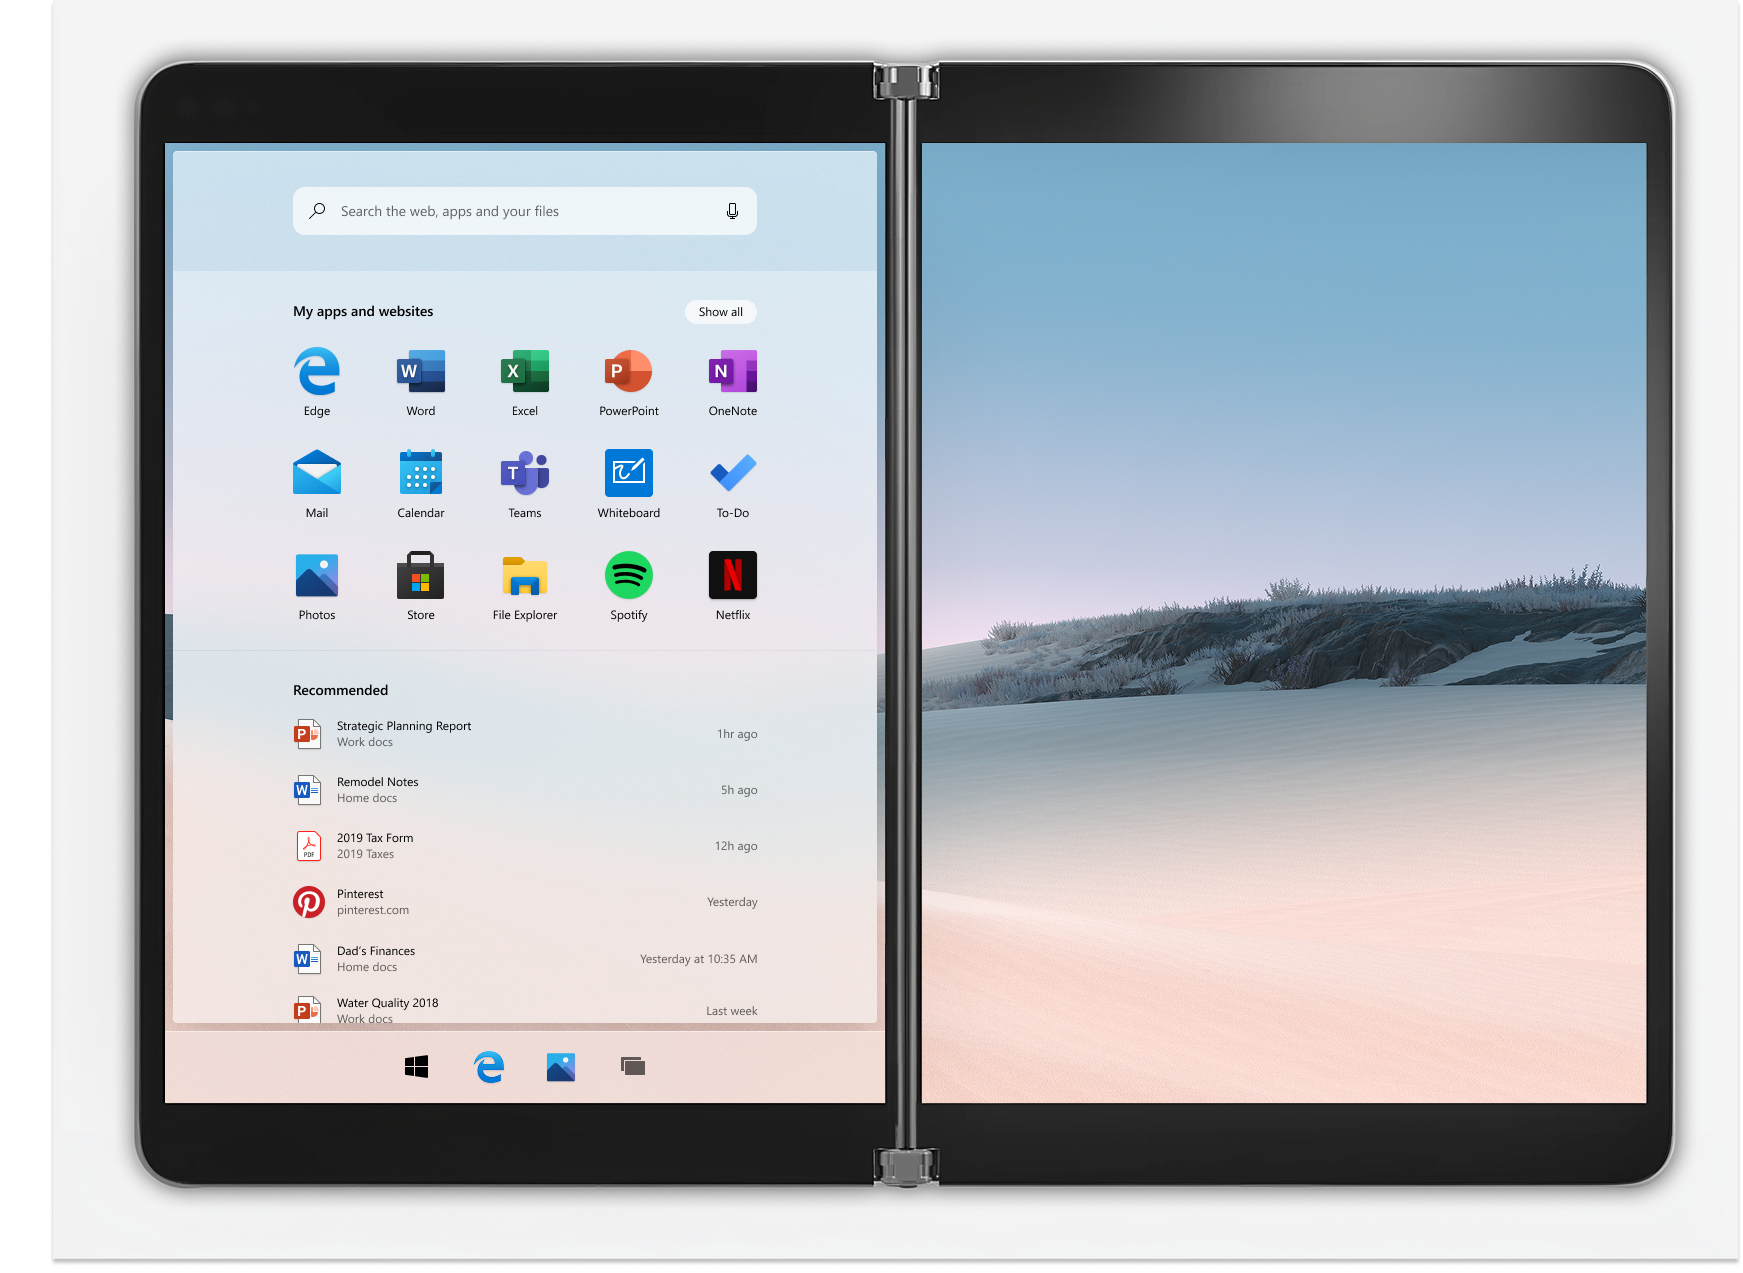 Search the web, apps and your files
My apps and websites
Show all
Edge
Word
Excel
PowerPoint
OneNote
Mail
Calendar
Teams
Whiteboard
To-Do
Photos
Store
File Explorer
Spotify
Netflix
Recommended
Strategic Planning Report
Work docs
1hr ago
Remodel Notes
Home docs
5h ago
PDF
2019 Tax Form
2019 Taxes
12h ago
Pinterest
pinterest.com
Yesterday
Dad's Finances
Home docs
Yesterday at 10:35 AM
Water Quality 2018
Work docs
Last week